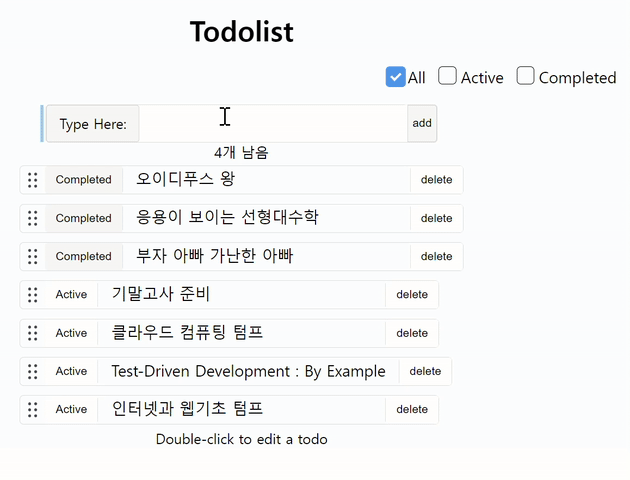 Todolist
All Active Completed
Type Here: add
4개 남음
Completed 오이디푸스 왕 delete
Completed 응용이 보이는 선형대수학 delete
Completed 부자 아빠 가난한 아빠 delete
Active 기말고사 준비 delete
Active 클라우드 컴퓨팅 텀프 delete
Active Test-Driven Development : By Example delete
Active 인터넷과 웹기초 텀프 delete
Double-click to edit a todo